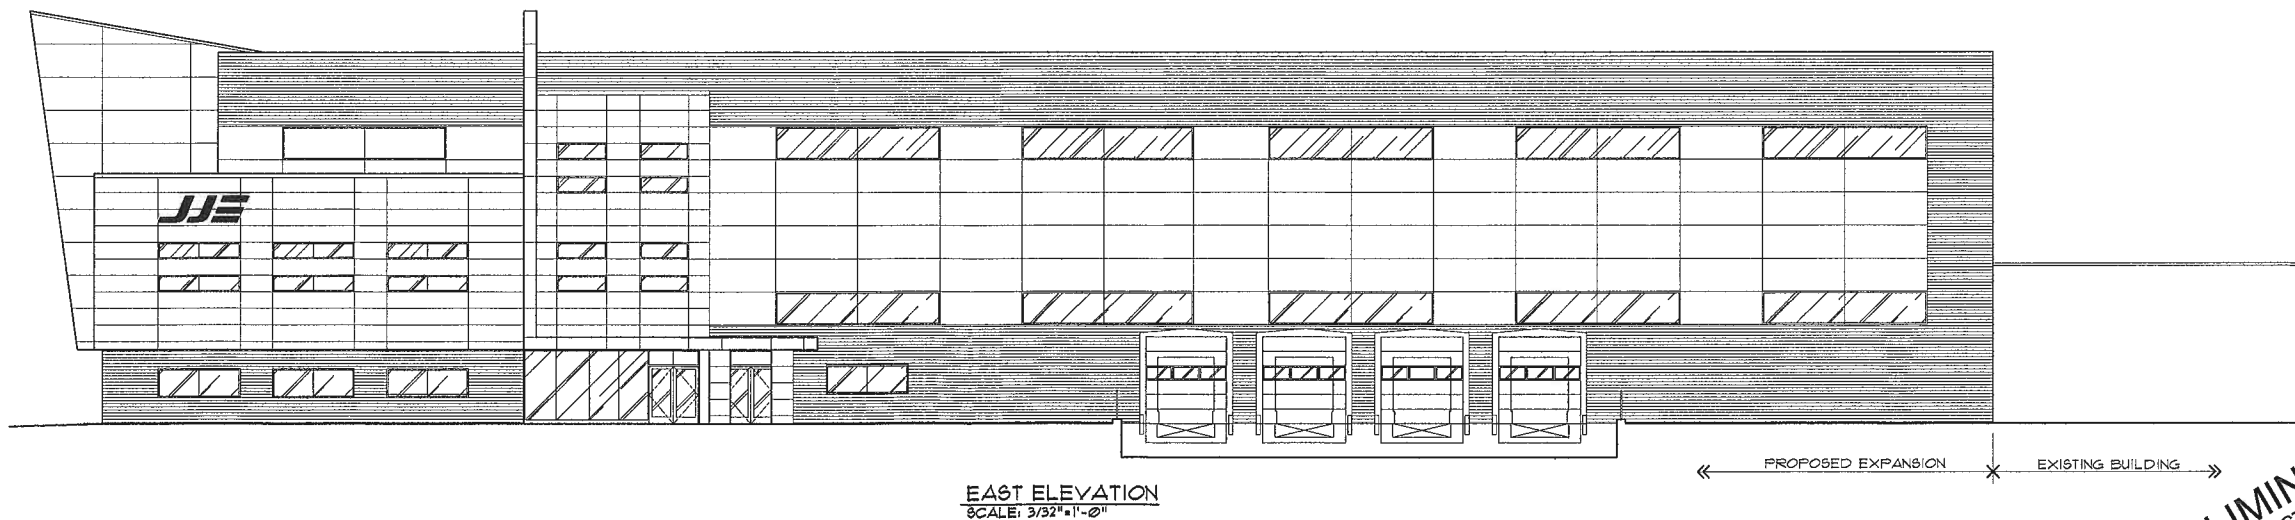 JJE
PROPOSED EXPANSION
EXISTING BUILDING
EAST ELEVATION
SCALE: 3/32"=1'-0"